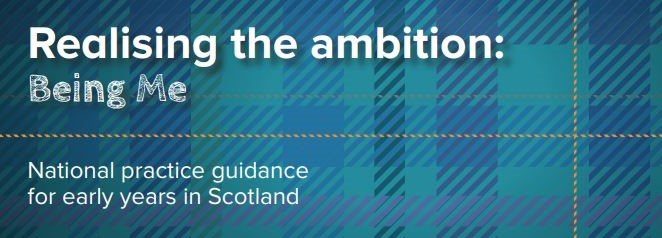 Realising the ambition:
Being Me
National practice guidance
for early years in Scotland